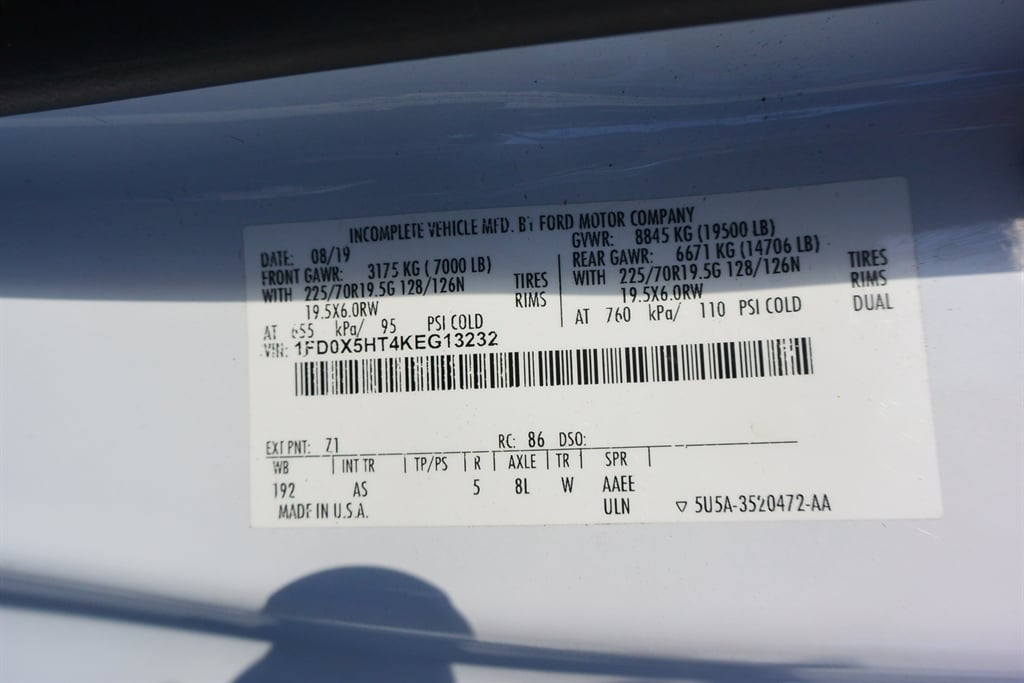 INCOMPLETE VEHICLE MFD. BY FORD MOTOR COMPANY
DATE: 08/19 GVWR: 8845 KG (19500 LB)
FRONT GAWR: 3175 KG ( 7000 LB) REAR GAWR: 6671 KG (14706 LB)
WITH 225/70R19.5G 128/126N TIRES WITH 225/70R19.5G 128/126N TIRES
19.5X6.0RW RIMS 19.5X6.0RW RIMS
AT 655 kPa/ 95 PSI COLD AT 760 kPa/ 110 PSI COLD DUAL
VIN: 1FD0X5HT4KEG13232
EXT PNT: Z1 RC: 86 DSO:
WB INT TR TP/PS R AXLE TR SPR
192 AS 5 8L W AAEE
MADE IN U.S.A. ULN ▽ 5U5A-3520472-AA